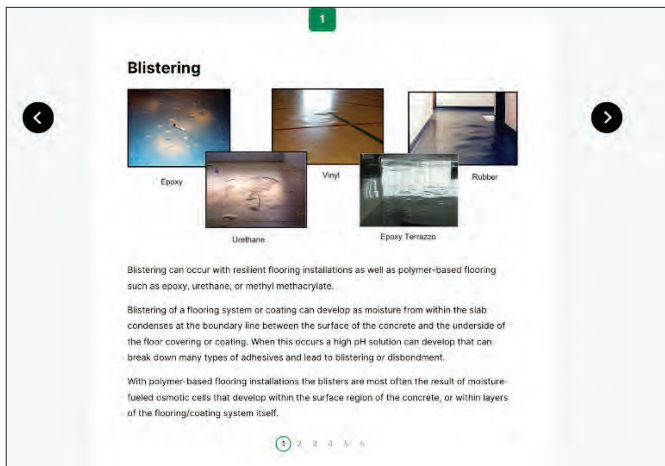 1
Blistering
Epoxy
Vinyl
Rubber
Urethane
Epoxy Terrazzo
Blistering can occur with resilient flooring installations as well as polymer-based flooring
such as epoxy, urethane, or methyl methacrylate.
Blistering of a flooring system or coating can develop as moisture from within the slab
condenses at the boundary line between the surface of the concrete and the underside of
the floor covering or coating. When this occurs a high pH solution can develop that can
break down many types of adhesives and lead to blistering or disbondment.
With polymer-based flooring installations the blisters are most often the result of moisture-
fueled osmotic cells that develop within the surface region of the concrete, or within layers
of the flooring/coating system itself.
1 2 3 4 5 6